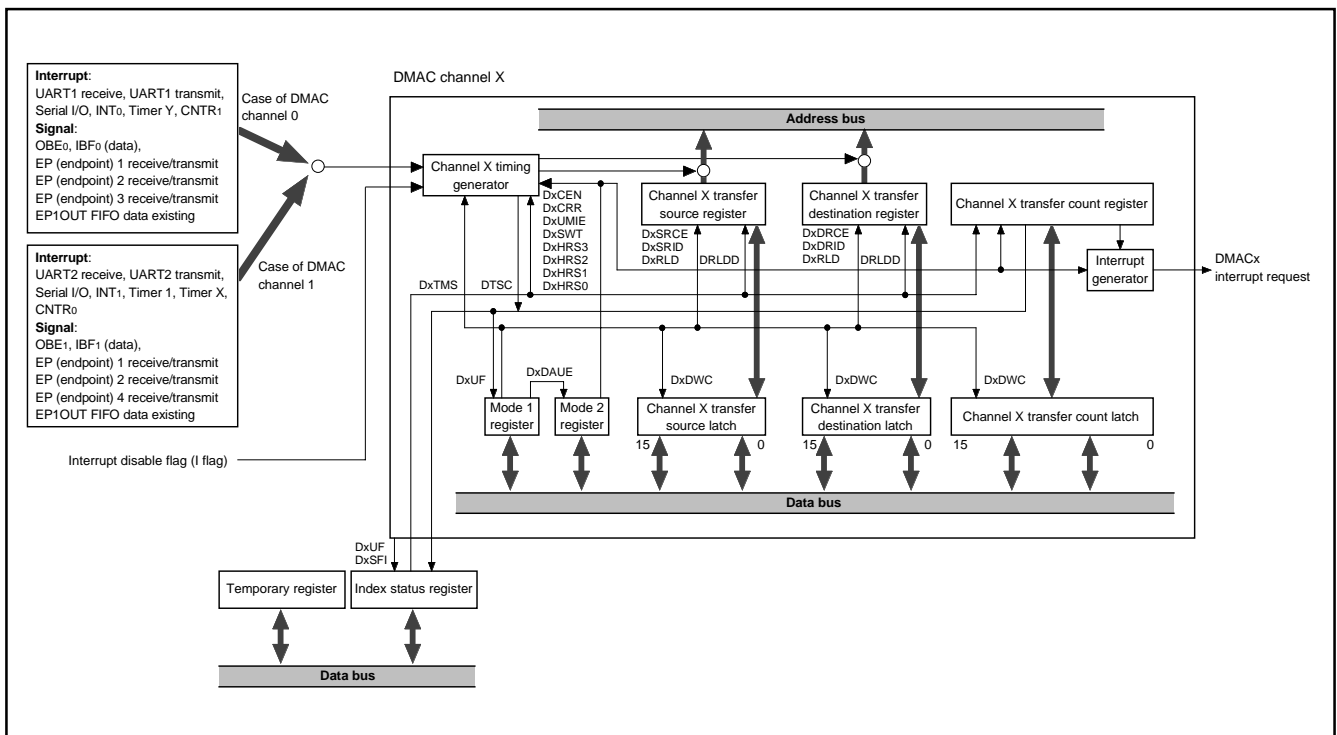 Interrupt:
UART1 receive, UART1 transmit,
Serial I/O, INT0, Timer Y, CNTR1
Signal:
OBE0, IBF0 (data),
EP (endpoint) 1 receive/transmit
EP (endpoint) 2 receive/transmit
EP (endpoint) 3 receive/transmit
EP1OUT FIFO data existing
Case of DMAC
channel 0
Interrupt:
UART2 receive, UART2 transmit,
Serial I/O, INT1, Timer 1, Timer X,
CNTR0
Signal:
OBE1, IBF1 (data),
EP (endpoint) 1 receive/transmit
EP (endpoint) 2 receive/transmit
EP (endpoint) 4 receive/transmit
EP1OUT FIFO data existing
Case of DMAC
channel 1
Interrupt disable flag (I flag)
DMAC channel X
Address bus
Channel X timing
generator
DxCEN
DxCRR
DxUMIE
DxSWT
DxHRS3
DxHRS2
DxHRS1
DxHRS0
Channel X transfer
source register
DxSRCE
DxSRID
DxRLD
DRLDD
Channel X transfer
destination register
DxDRCE
DxDRID
DxRLD
DRLDD
Channel X transfer count register
Interrupt
generator
DMACx
interrupt request
DxTMS
DTSC
DxUF
DxDAUE
DxDWC
DxDWC
DxDWC
Mode 1
register
Mode 2
register
Channel X transfer
source latch
15
0
Channel X transfer
destination latch
15
0
Channel X transfer count latch
15
0
Data bus
DxUF
DxSFI
Temporary register
Index status register
Data bus